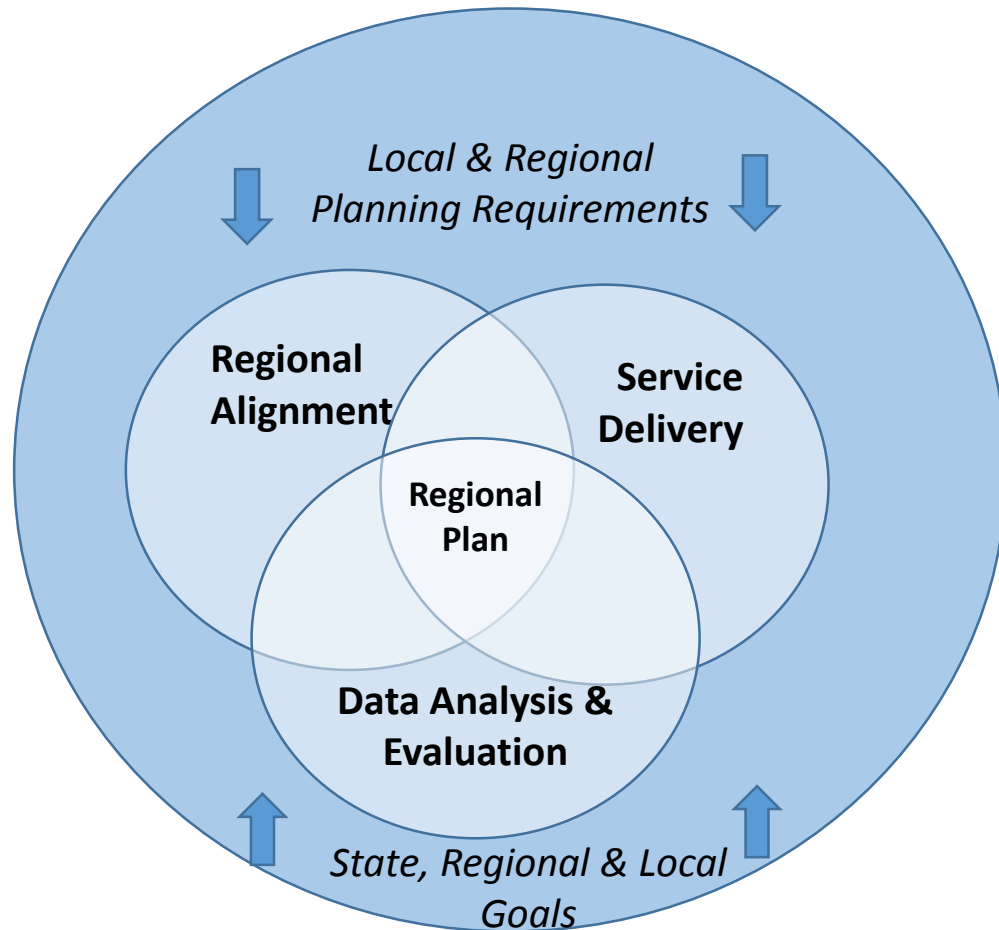 Local & Regional
Planning Requirements
Regional
Alignment
Service
Delivery
Regional
Plan
Data Analysis &
Evaluation
State, Regional & Local
Goals